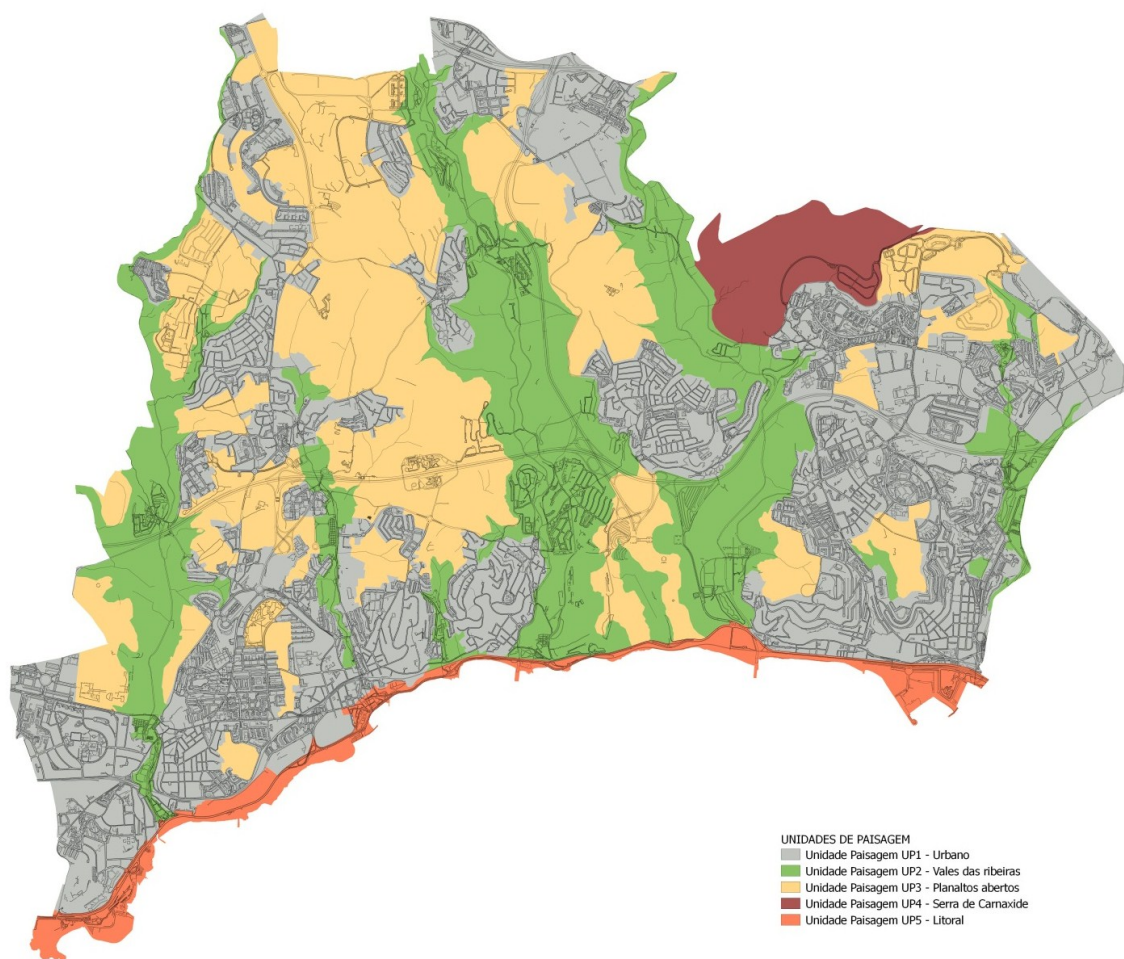 UNIDADES DE PAISAGEM
Unidade Paisagem UP1 - Urbano
Unidade Paisagem UP2 - Vales das ribeiras
Unidade Paisagem UP3 - Planaltos abertos
Unidade Paisagem UP4 - Serra de Carnaxide
Unidade Paisagem UP5 - Litoral